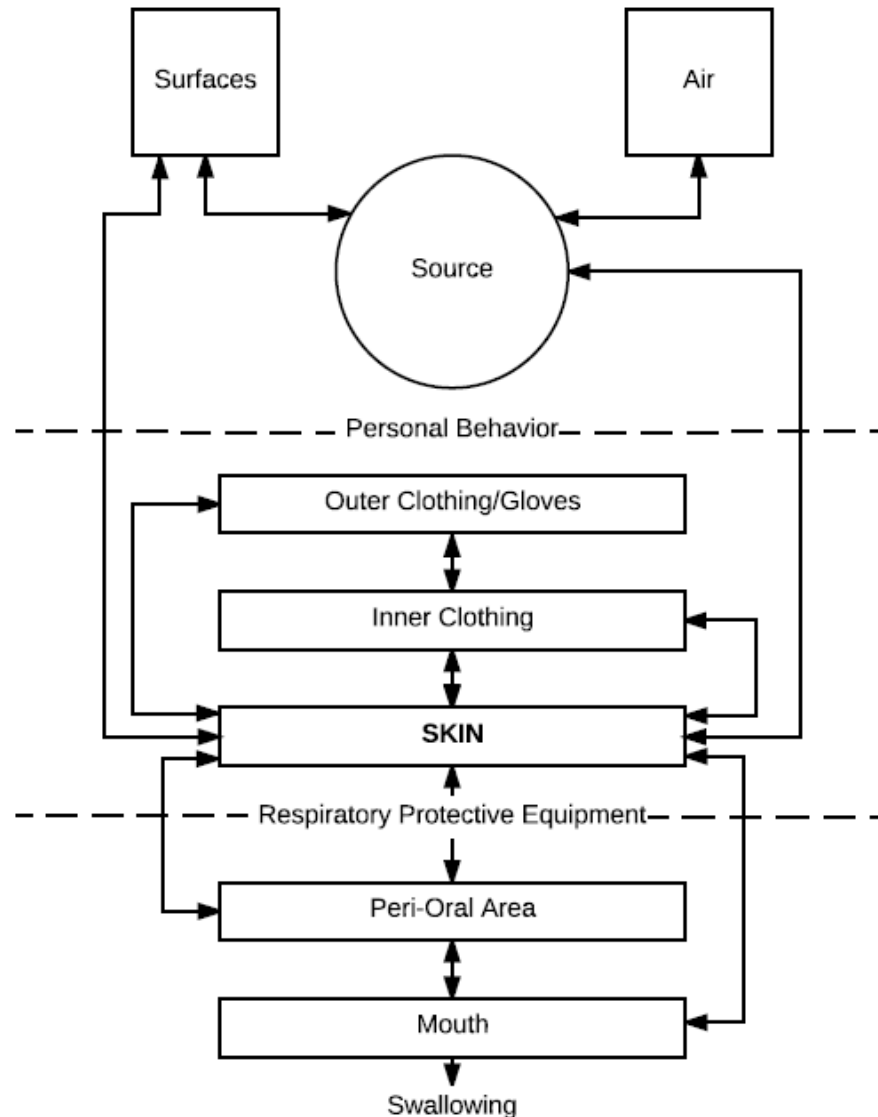 Surfaces
Air
Source
Personal Behavior
Outer Clothing/Gloves
Inner Clothing
SKIN
Respiratory Protective Equipment
Peri-Oral Area
Mouth
Swallowing